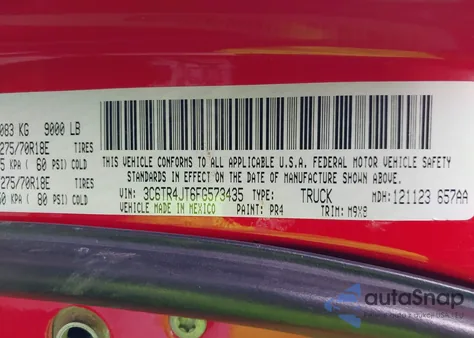 083 KG 9000 LB
275/70R18E TIRES
5 KPA ( 60 PSI) COLD
275/70R18E TIRES
0 KPA ( 80 PSI) COLD
THIS VEHICLE CONFORMS TO ALL APPLICABLE U.S.A. FEDERAL MOTOR VEHICLE SAFETY
STANDARDS IN EFFECT ON THE DATE OF MANUFACTURE SHOWN ABOVE.
VIN: 3C6TR4JT6FG573435 TYPE: TRUCK MDH: 121123 657AA
VEHICLE MADE IN MEXICO PAINT: PR4 TRIM: M9X8
autoSnap